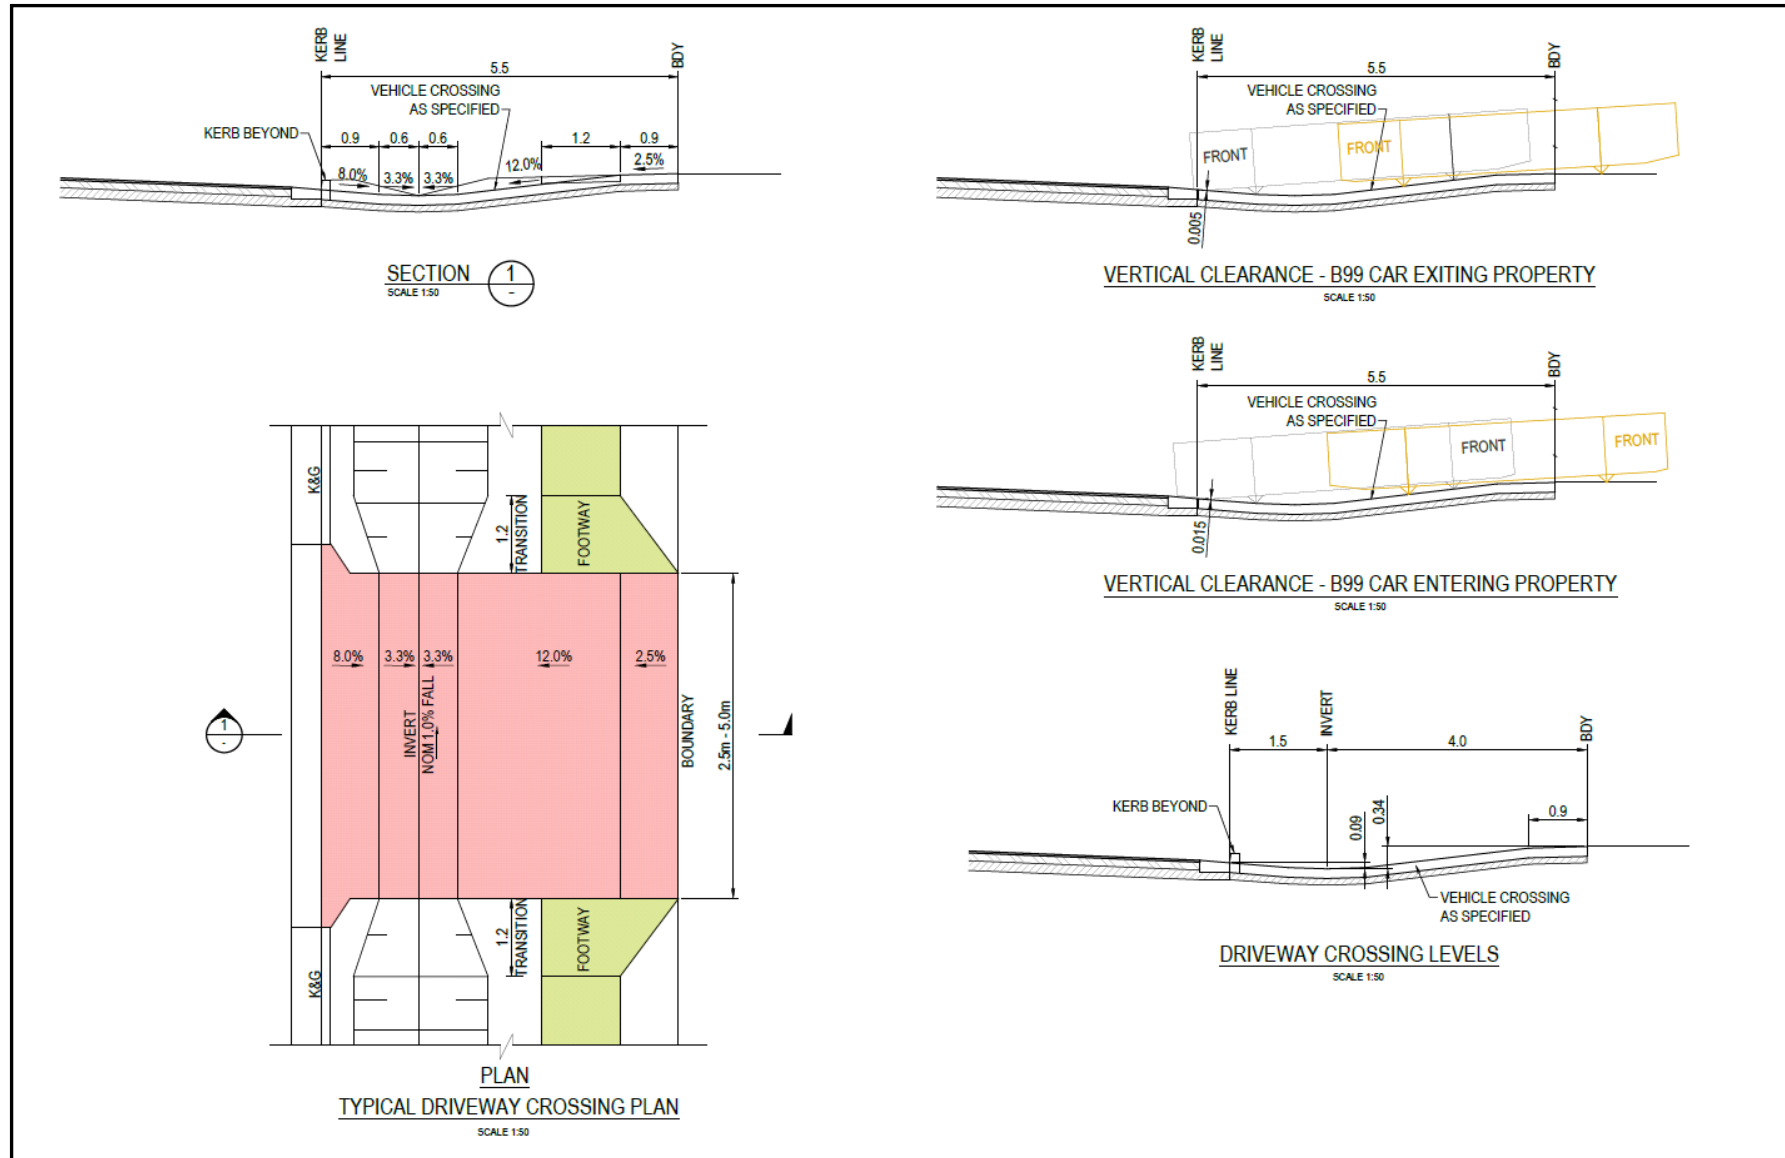 KERB
LINE
BDY
5.5
VEHICLE CROSSING
AS SPECIFIED
KERB BEYOND
0.9
0.6
0.6
1.2
0.9
8.0%
3.3%
3.3%
12.0%
2.5%
SECTION
SCALE 1:50
1
-
KERB
LINE
BDY
5.5
VEHICLE CROSSING
AS SPECIFIED
FRONT
FRONT
0.005
VERTICAL CLEARANCE - B99 CAR EXITING PROPERTY
SCALE 1:50
KERB
LINE
BDY
5.5
VEHICLE CROSSING
AS SPECIFIED
FRONT
FRONT
0.015
VERTICAL CLEARANCE - B99 CAR ENTERING PROPERTY
SCALE 1:50
K&G
1.2
TRANSITION
FOOTWAY
8.0%
3.3%
3.3%
12.0%
2.5%
INVERT
NOM 1.0% FALL
BOUNDARY
2.5m - 5.0m
1
-
K&G
1.2
TRANSITION
FOOTWAY
PLAN
TYPICAL DRIVEWAY CROSSING PLAN
SCALE 1:50
KERB LINE
INVERT
BDY
1.5
4.0
KERB BEYOND
0.09
0.34
0.9
VEHICLE CROSSING
AS SPECIFIED
DRIVEWAY CROSSING LEVELS
SCALE 1:50